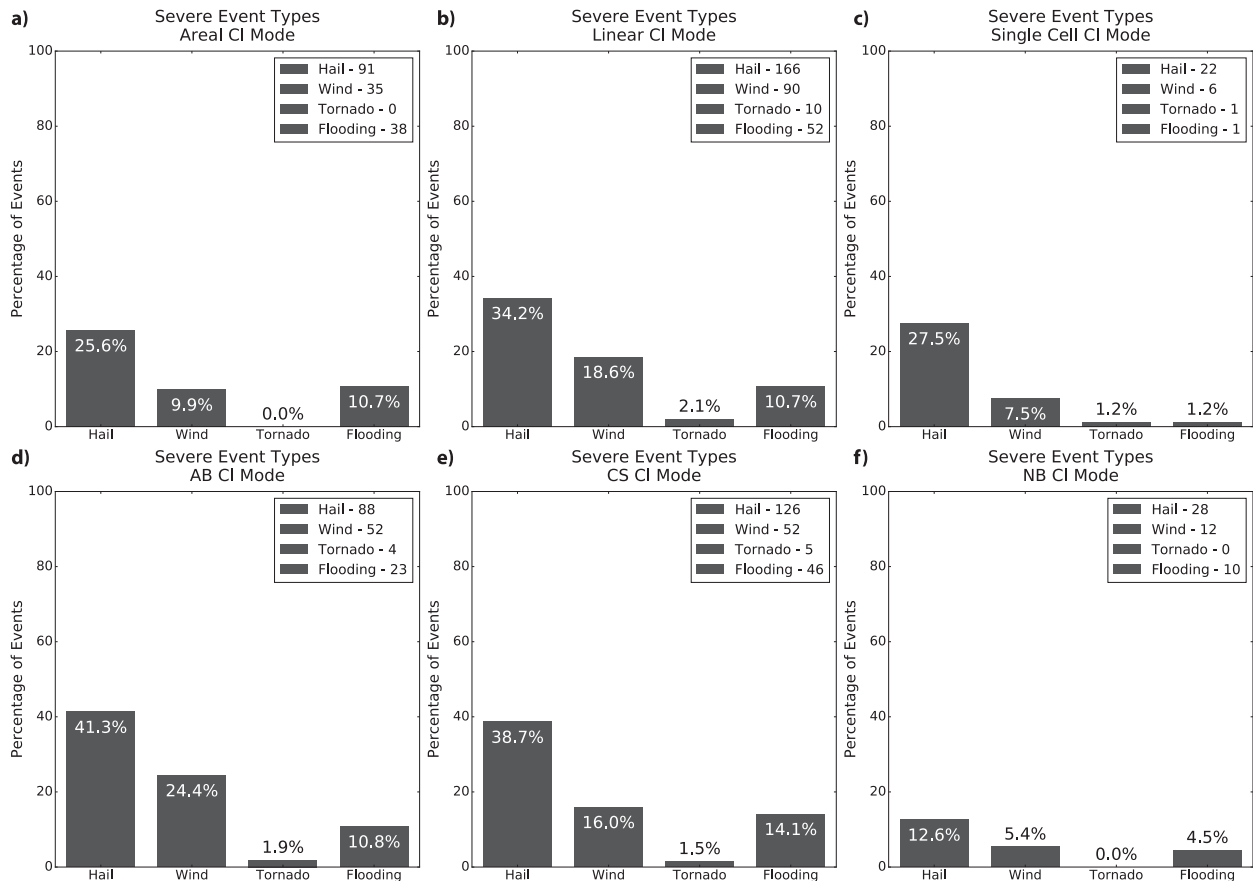 a)
Severe Event Types
Areal CI Mode
Percentage of Events
100
80
60
40
20
0
Hail - 91
Wind - 35
Tornado - 0
Flooding - 38
25.6%
9.9%
0.0%
10.7%
Hail
Wind
Tornado
Flooding
b)
Severe Event Types
Linear CI Mode
Percentage of Events
100
80
60
40
20
0
Hail - 166
Wind - 90
Tornado - 10
Flooding - 52
34.2%
18.6%
2.1%
10.7%
Hail
Wind
Tornado
Flooding
c)
Severe Event Types
Single Cell CI Mode
Percentage of Events
100
80
60
40
20
0
Hail - 22
Wind - 6
Tornado - 1
Flooding - 1
27.5%
7.5%
1.2%
1.2%
Hail
Wind
Tornado
Flooding
d)
Severe Event Types
AB CI Mode
Percentage of Events
100
80
60
40
20
0
Hail - 88
Wind - 52
Tornado - 4
Flooding - 23
41.3%
24.4%
1.9%
10.8%
Hail
Wind
Tornado
Flooding
e)
Severe Event Types
CS CI Mode
Percentage of Events
100
80
60
40
20
0
Hail - 126
Wind - 52
Tornado - 5
Flooding - 46
38.7%
16.0%
1.5%
14.1%
Hail
Wind
Tornado
Flooding
f)
Severe Event Types
NB CI Mode
Percentage of Events
100
80
60
40
20
0
Hail - 28
Wind - 12
Tornado - 0
Flooding - 10
12.6%
5.4%
0.0%
4.5%
Hail
Wind
Tornado
Flooding